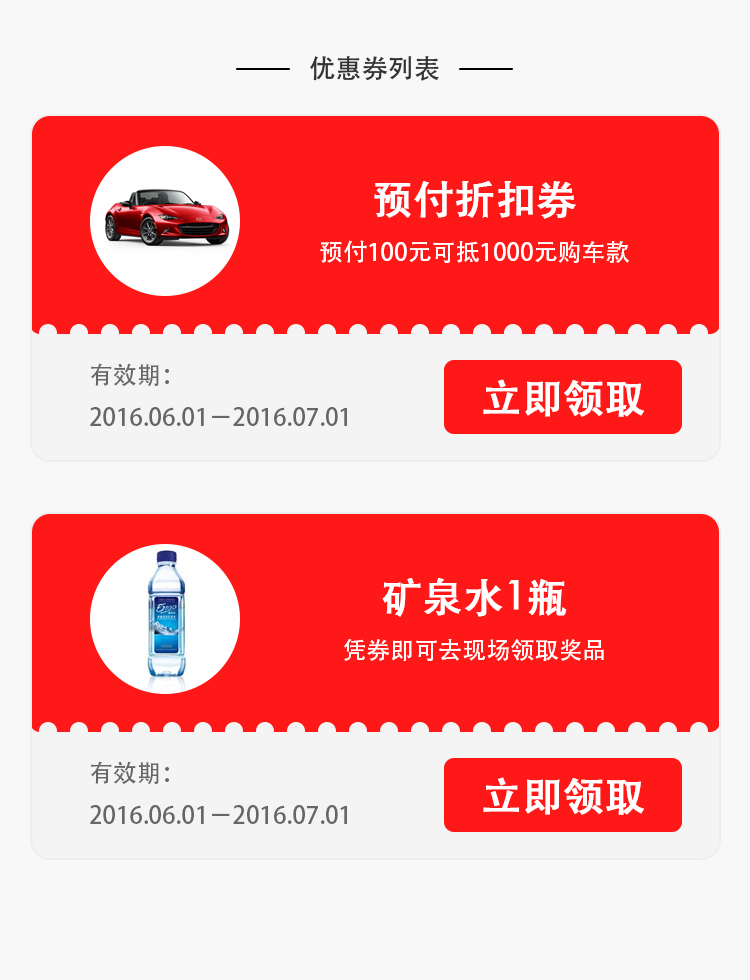 优惠券列表
预付折扣券
预付100元可抵1000元购车款
有效期：
2016.06.01－2016.07.01
立即领取
5100
矿泉水1瓶
凭券即可去现场领取奖品
有效期：
2016.06.01－2016.07.01
立即领取